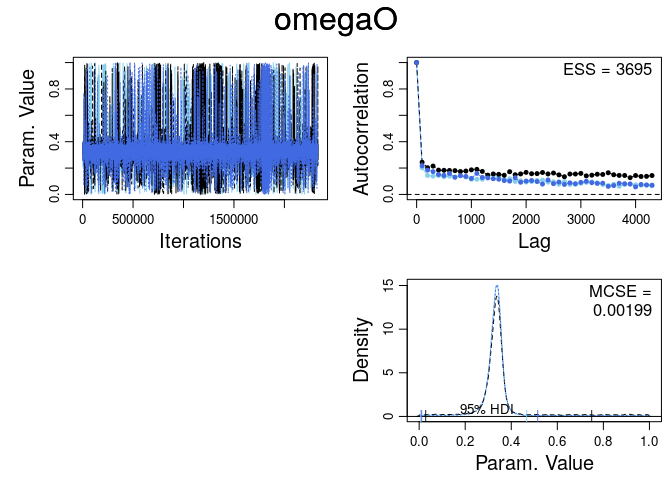 omegaO
Param. Value
0.0
0.4
0.8
0
500000
1500000
Iterations
Autocorrelation
0.0
0.4
0.8
ESS = 3695
0
1000
2000
3000
4000
Lag
Density
0
5
10
15
MCSE =
0.00199
95% HDI
0.0
0.2
0.4
0.6
0.8
1.0
Param. Value